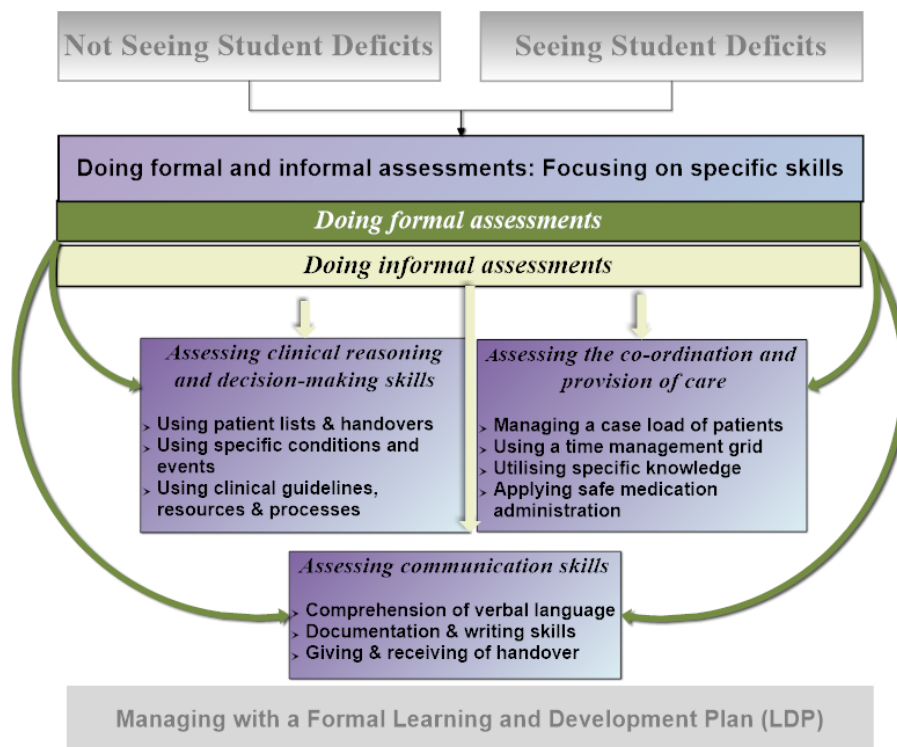 Not Seeing Student Deficits
Seeing Student Deficits
Doing formal and informal assessments: Focusing on specific skills
Doing formal assessments
Doing informal assessments
Assessing clinical reasoning
and decision-making skills
➢ Using patient lists & handovers
➢ Using specific conditions and
events
➢ Using clinical guidelines,
resources & processes
Assessing the co-ordination and
provision of care
➢ Managing a case load of patients
➢ Using a time management grid
➢ Utilising specific knowledge
➢ Applying safe medication
administration
Assessing communication skills
➢ Comprehension of verbal language
➢ Documentation & writing skills
➢ Giving & receiving of handover
Managing with a Formal Learning and Development Plan (LDP)